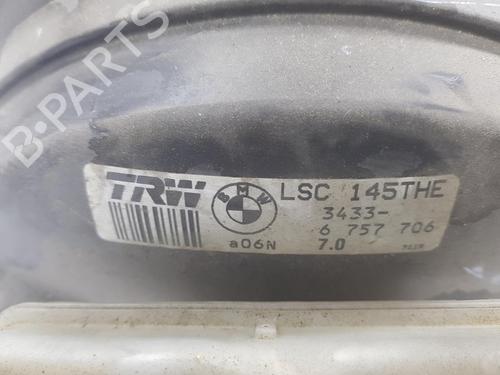 B-PARTS
TRW BMW LSC 145THE
3433-
6 757 706
a06N 7.0